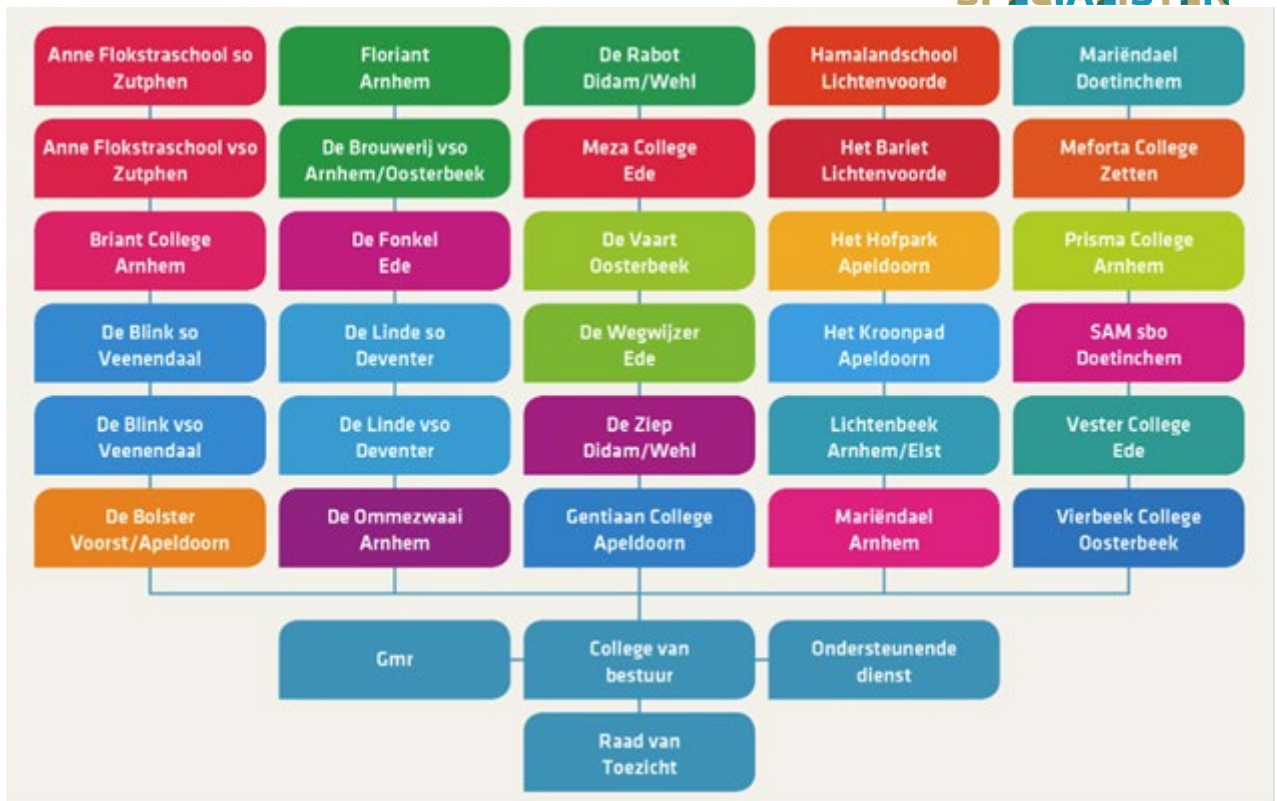 SPECIALISTEN
Anne Flokstraschool so
Zutphen
Floriant
Arnhem
De Rabot
Didam/Wehl
Hamalandschool
Lichtenvoorde
Mariëndael
Doetinchem
Anne Flokstraschool vso
Zutphen
De Brouwerij vso
Arnhem/Oosterbeek
Meza College
Ede
Het Bariet
Lichtenvoorde
Meforta College
Zetten
Briant College
Arnhem
De Fonkel
Ede
De Vaart
Oosterbeek
Het Hofpark
Apeldoorn
Prisma College
Arnhem
De Blink so
Veenendaal
De Linde so
Deventer
De Wegwijzer
Ede
Het Kroonpad
Apeldoorn
SAM sbo
Doetinchem
De Blink vso
Veenendaal
De Linde vso
Deventer
De Ziep
Didam/Wehl
Lichtenbeek
Arnhem/Elst
Vester College
Ede
De Bolster
Voorst/Apeldoorn
De Ommezwaai
Arnhem
Gentiaan College
Apeldoorn
Mariëndael
Arnhem
Vierbeek College
Oosterbeek
Gmr
College van
bestuur
Ondersteunende
dienst
Raad van
Toezicht